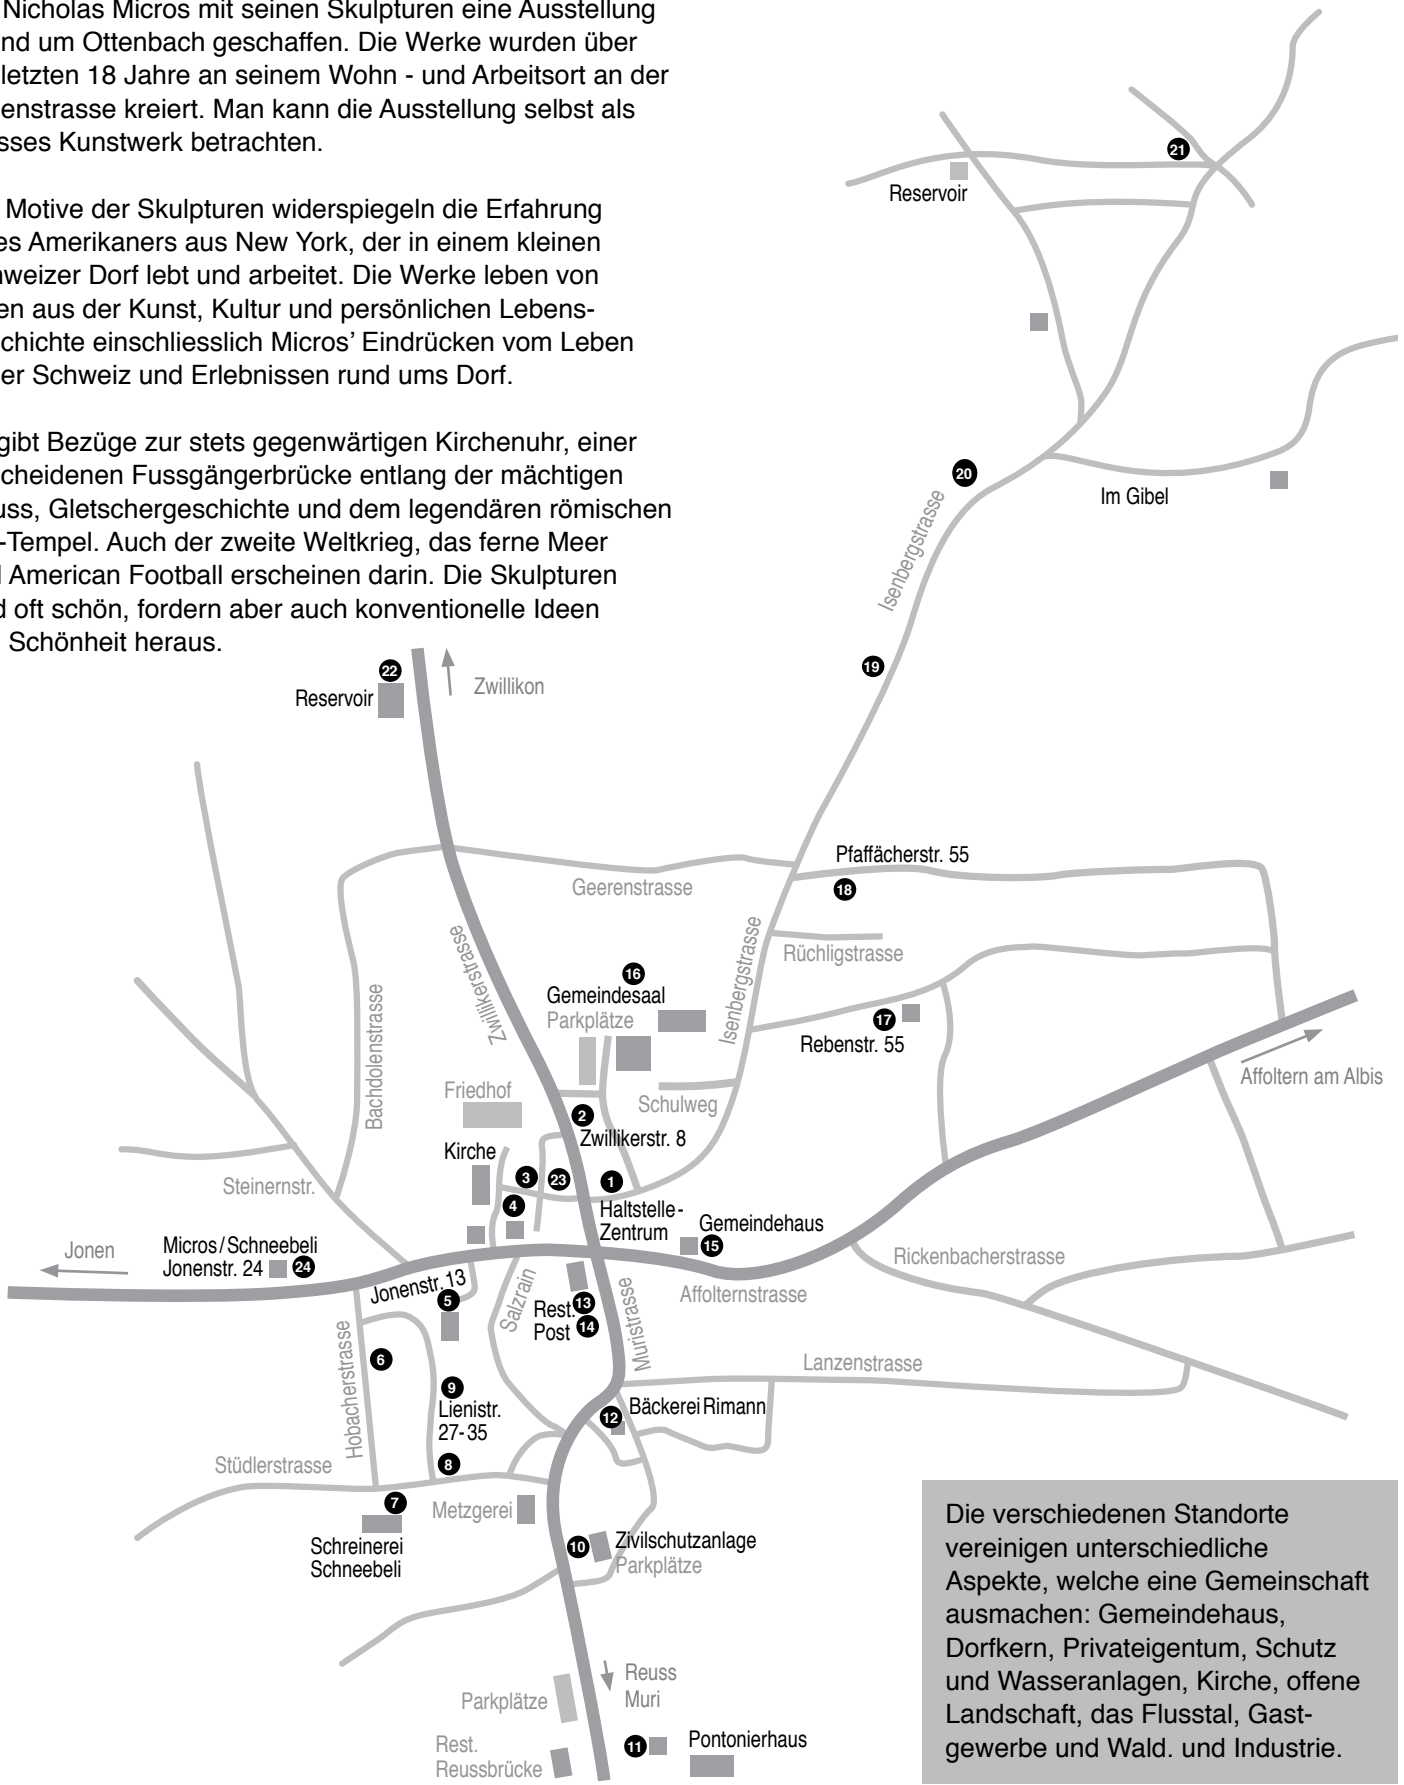 Nicholas Micros mit seinen Skulpturen eine Ausstellung
nd um Ottenbach geschaffen. Die Werke wurden über
letzten 18 Jahre an seinem Wohn - und Arbeitsort an der
enstrasse kreiert. Man kann die Ausstellung selbst als
sses Kunstwerk betrachten.
Motive der Skulpturen widerspiegeln die Erfahrung
es Amerikaners aus New York, der in einem kleinen
weizer Dorf lebt und arbeitet. Die Werke leben von
en aus der Kunst, Kultur und persönlichen Lebens-
chichte einschliesslich Micros’ Eindrücken vom Leben
er Schweiz und Erlebnissen rund ums Dorf.
gibt Bezüge zur stets gegenwärtigen Kirchenuhr, einer
cheidenen Fussgängerbrücke entlang der mächtigen
uss, Gletschergeschichte und dem legendären römischen
-Tempel. Auch der zweite Weltkrieg, das ferne Meer
American Football erscheinen darin. Die Skulpturen
d oft schön, fordern aber auch konventionelle Ideen
Schönheit heraus.
21
Reservoir
20
Im Gibel
Isenbergstrasse
19
22
Reservoir
Zwillikon
Pfaffächerstr. 55
18
Geerenstrasse
Zwillikerstrasse
Isenbergstrasse
Rüchligstrasse
16
Gemeindesaal
Parkplätze
17
Rebenstr. 55
Bachdolenstrasse
Affoltern am Albis
Friedhof
Schulweg
2
Zwillikerstr. 8
Kirche
3
23
1
4
Steinernstr.
Haltstelle-
Zentrum
Gemeindehaus
15
Jonen
Micros/Schneebeli
Jonenstr. 24
24
Rickenbacherstrasse
Jonenstr. 13
5
Salzrain
Rest.
Post
13
14
Muristrasse
Affolternstrasse
Hobacherstrasse
6
Lanzenstrasse
9
Lienistr.
27-35
12
Bäckerei Rimann
8
Stüdlerstrasse
7
Metzgerei
Schreinerei
Schneebeli
10
Zivilschutzanlage
Parkplätze
Reuss
Muri
Parkplätze
11
Pontonierhaus
Rest.
Reussbrücke
Die verschiedenen Standorte
vereinigen unterschiedliche
Aspekte, welche eine Gemeinschaft
ausmachen: Gemeindehaus,
Dorfkern, Privateigentum, Schutz
und Wasseranlagen, Kirche, offene
Landschaft, das Flusstal, Gast-
gewerbe und Wald. und Industrie.